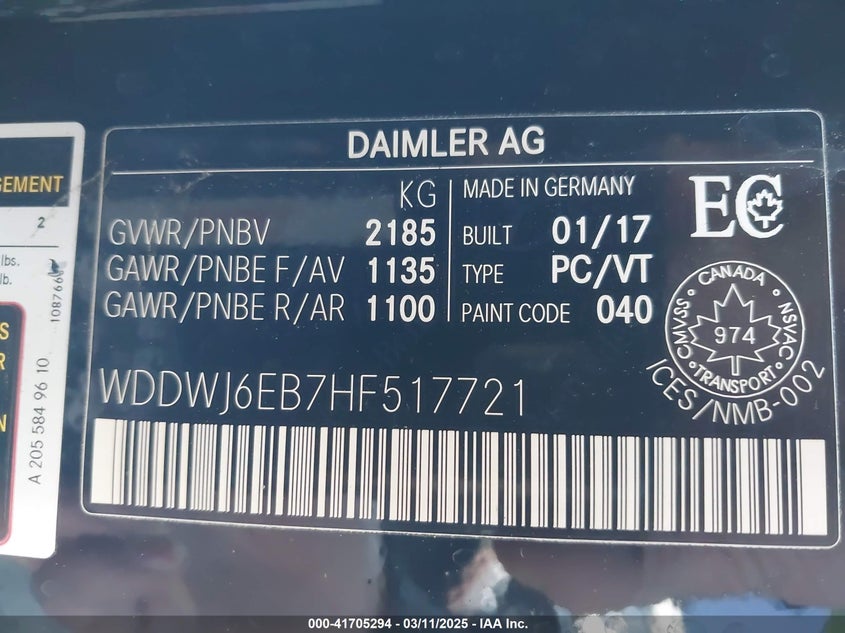 DAIMLER AG
KG
GVWR/PNBV 2185
GAWR/PNBE F/AV 1135
GAWR/PNBE R/AR 1100
MADE IN GERMANY
BUILT 01/17
TYPE PC/VT
PAINT CODE 040
EC
CANADA
CMVSS NSVAC
974
TRANSPORT
ICES/NMB-002
WDDWJ6EB7HF517721
GEMENT
2
lbs.
lb.
S
R
N
A 205 584 96 10
000-41705294 - 03/11/2025 - IAA Inc.